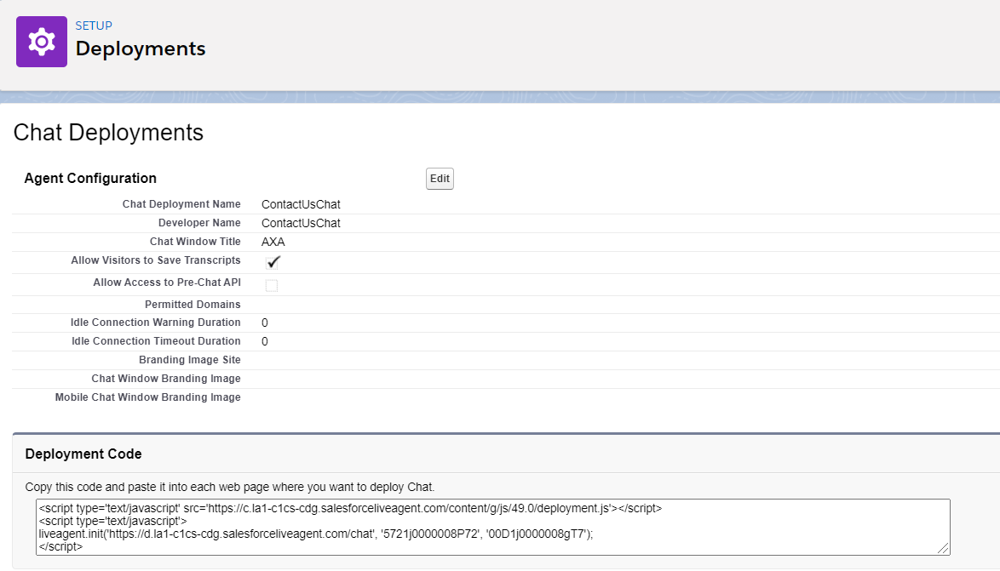 SETUP
Deployments
Chat Deployments
Agent Configuration Edit
Chat Deployment Name ContactUsChat
Developer Name ContactUsChat
Chat Window Title AXA
Allow Visitors to Save Transcripts
Allow Access to Pre-Chat API
Permitted Domains
Idle Connection Warning Duration 0
Idle Connection Timeout Duration 0
Branding Image Site
Chat Window Branding Image
Mobile Chat Window Branding Image
Deployment Code
Copy this code and paste it into each web page where you want to deploy Chat.
<script type='text/javascript' src='https://c.la1-c1cs-cdg.salesforceliveagent.com/content/g/js/49.0/deployment.js'></script>
<script type='text/javascript'>
liveagent.init('https://d.la1-c1cs-cdg.salesforceliveagent.com/chat', '5721j0000008P72', '00D1j0000008gT7');
</script>